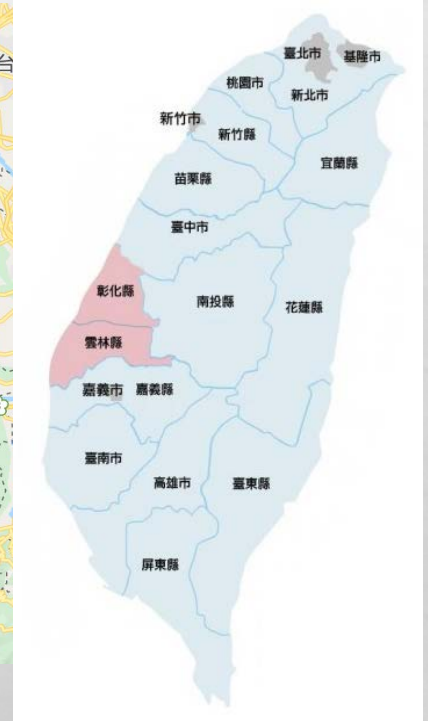 台
臺北市
基隆市
桃園市
新北市
新竹市
新竹縣
宜蘭縣
苗栗縣
臺中市
彰化縣
南投縣
花蓮縣
雲林縣
嘉義市
嘉義縣
臺南市
高雄市
臺東縣
屏東縣